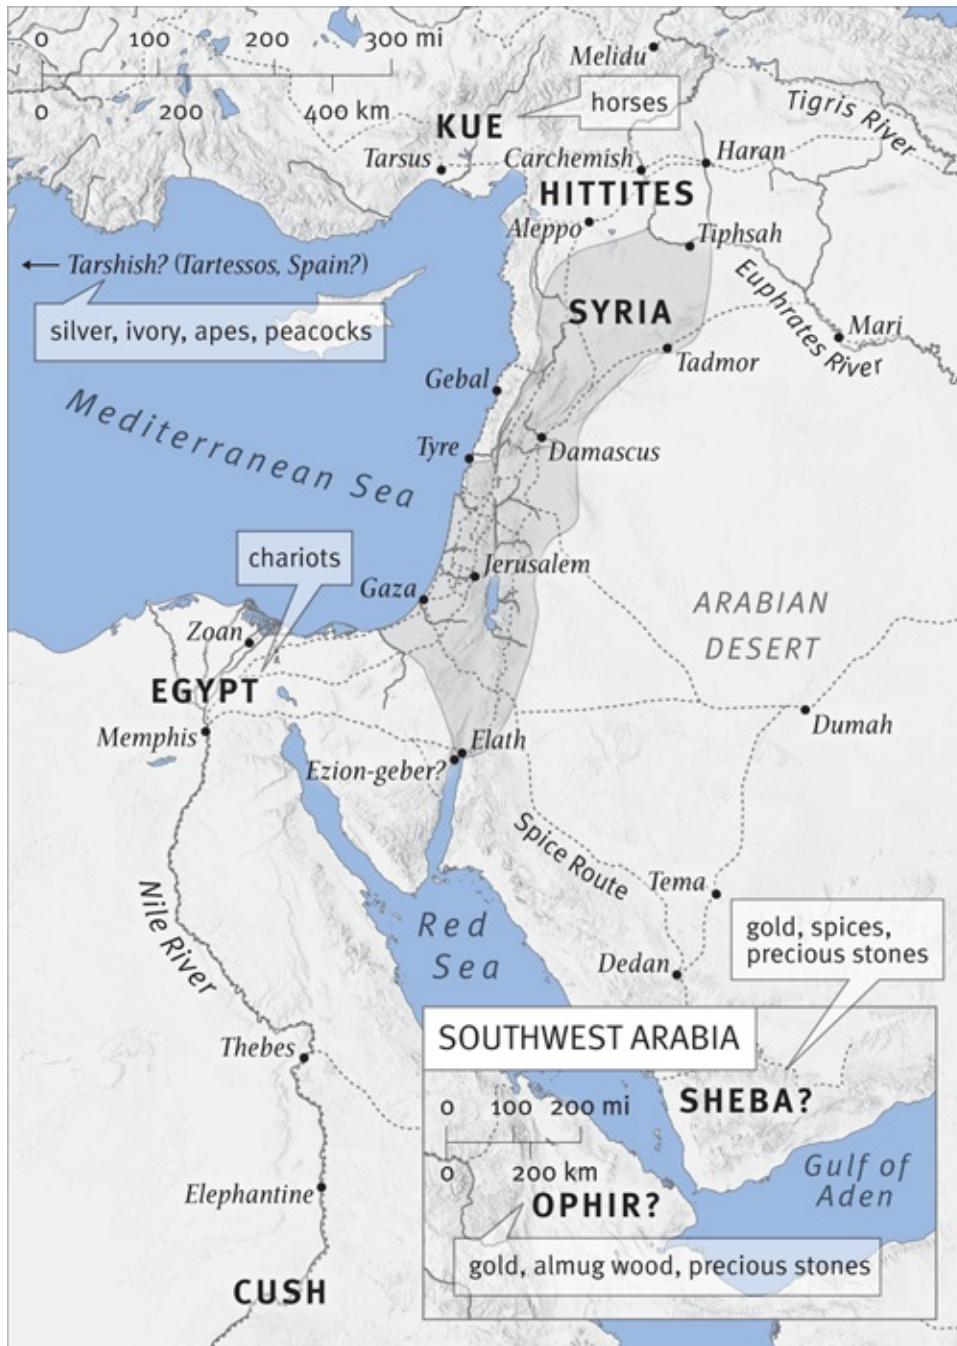 0 100 200 300 mi
0 200 400 km
Melidu
horses
Tigris River
KUE
Tarsus
Carchemish
Haran
HITTITES
Aleppo
Tiphsah
Tarshish? (Tartessos, Spain?)
silver, ivory, apes, peacocks
SYRIA
Euphrates River
Mari
Tadmor
Gebal
Mediterranean Sea
Tyre
Damascus
chariots
Jerusalem
Gaza
ARABIAN
DESERT
Zoan
EGYPT
Memphis
Dumah
Elath
Ezion-geber?
Spice Route
Tema
Nile River
Red
Sea
gold, spices,
precious stones
Dedan
Thebes
SOUTHWEST ARABIA
0 100 200 mi
0 200 km
SHEBA?
Gulf of
Aden
Elephantine
OPHIR?
gold, almug wood, precious stones
CUSH